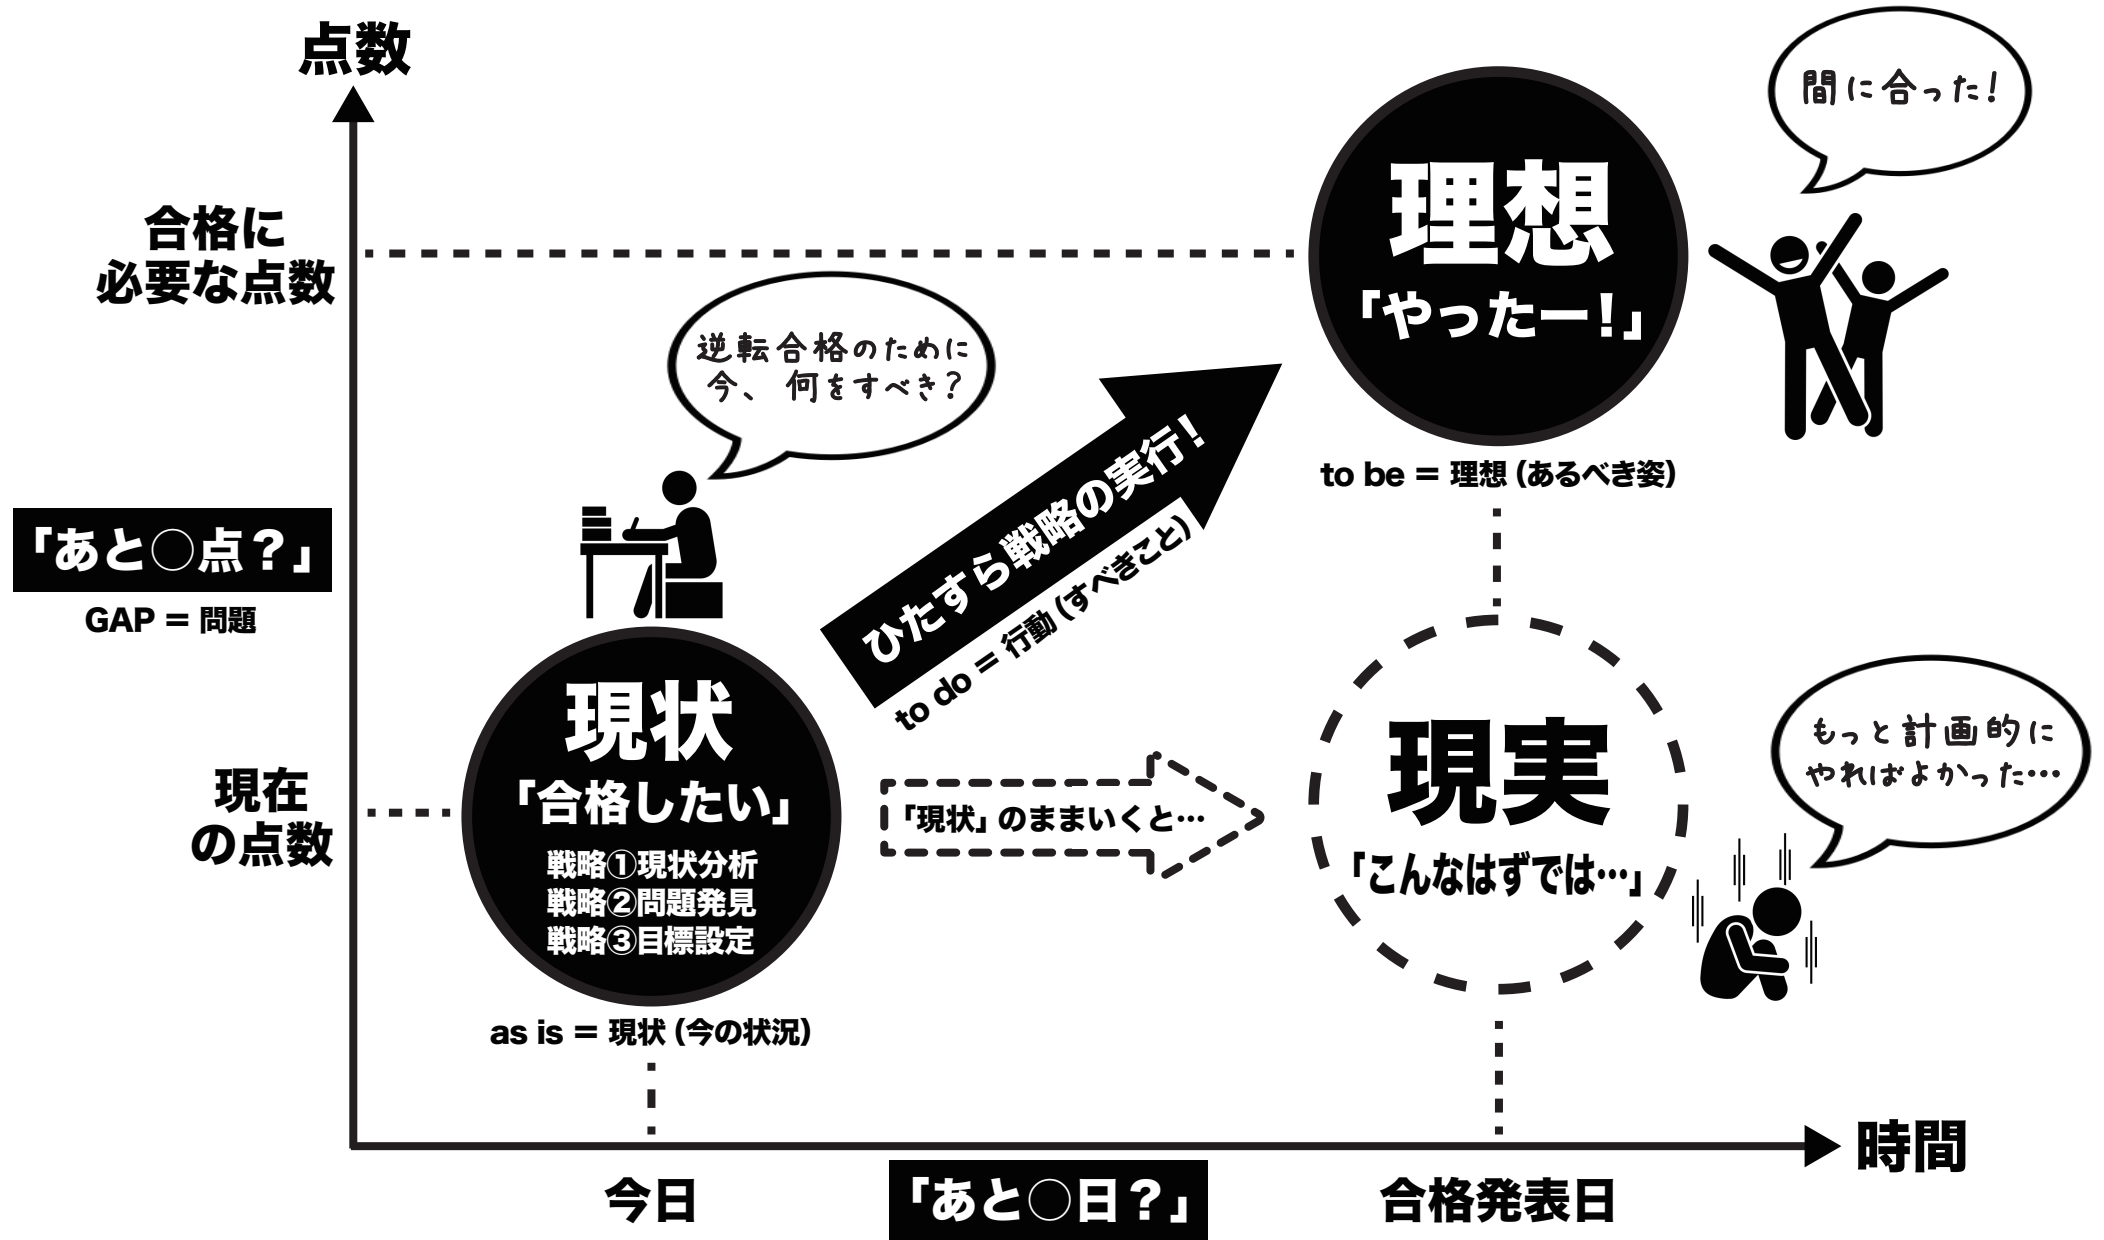 点数
間に合った!
合格に
必要な点数
理想
「やったー!」
逆転合格のために
今、何をすべき?
ひたすら戦略の実行!
to do = 行動(すべきこと)
to be = 理想(あるべき姿)
「あと◯点?」
GAP = 問題
現状
「合格したい」
戦略①現状分析
戦略②問題発見
戦略③目標設定
as is = 現状(今の状況)
現在
の点数
「現状」のままいくと…
現実
「こんなはずでは…」
もっと計画的に
やればよかった…
時間
今日
「あと◯日?」
合格発表日